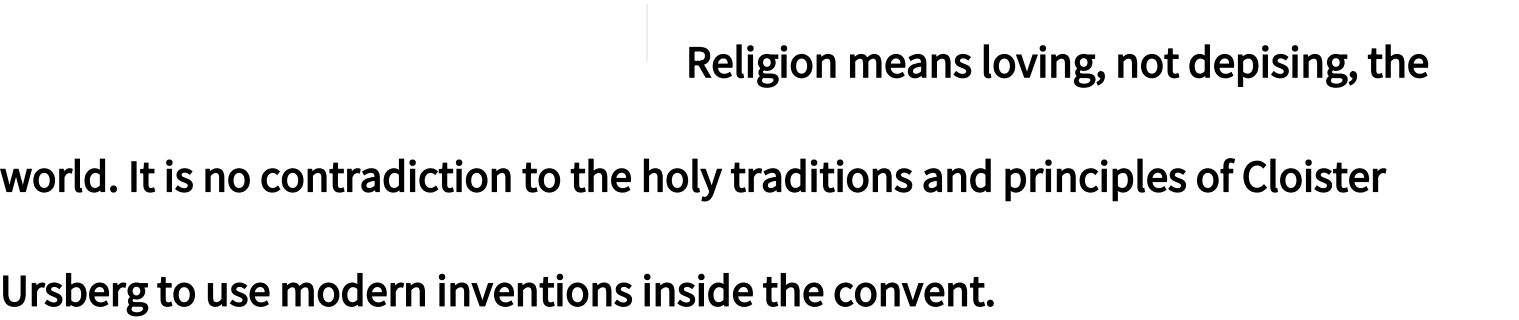 Religion means loving, not depising, the
world. It is no contradiction to the holy traditions and principles of Cloister
Ursberg to use modern inventions inside the convent.